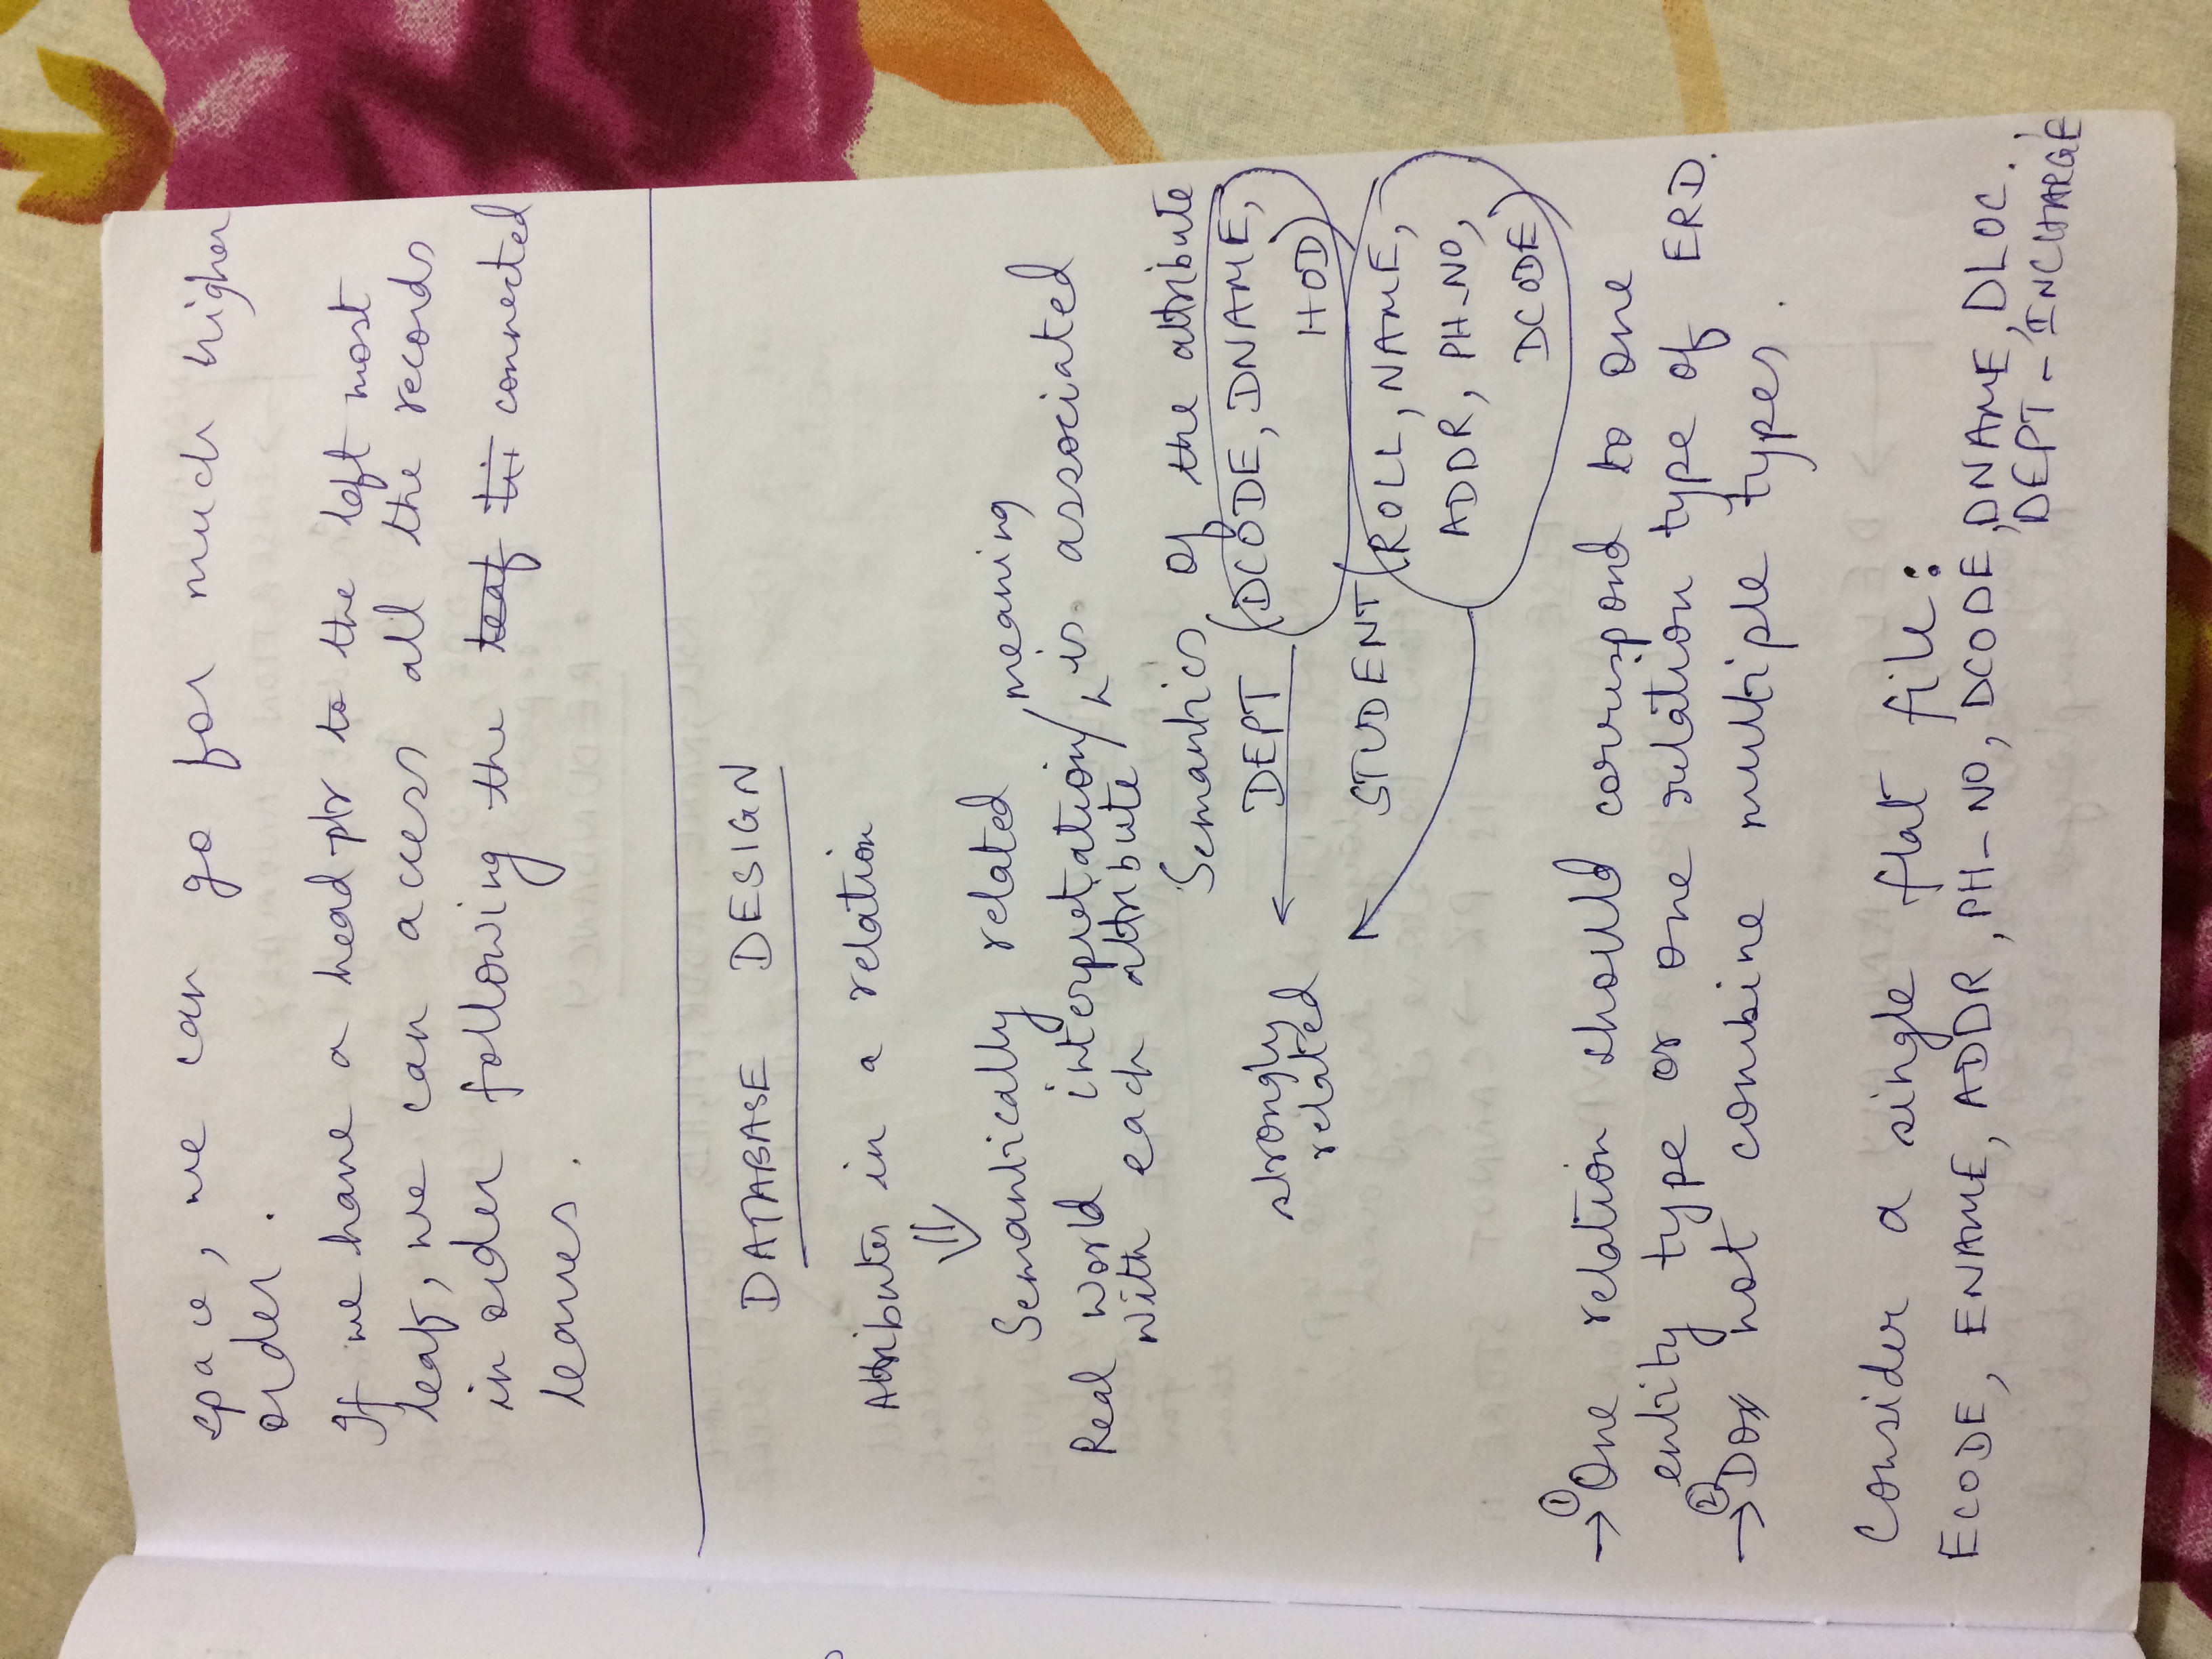 space, we can go for much higher
order.
If we have a head ptr to the left most
leaf, we can access all the records
in order following the leaf connected
leaves.
DATABASE DESIGN
Attributes in a relation
Semantically related
Real world interpretation / meaning is associated
with each attribute
Semantics of the attribute
strongly
related
DEPT (DCODE, DNAME,
HOD)
STUDENT (ROLL, NAME,
ADDR, PH_NO,
DCODE)
→ ① One relation should correspond to one
entity type or one relation type of ERD.
→ ② Do not combine multiple types.
Consider a single flat file:
ECODE, ENAME, ADDR, PH_NO, DCODE, DNAME, DLOC,
DEPT-INCHARGE